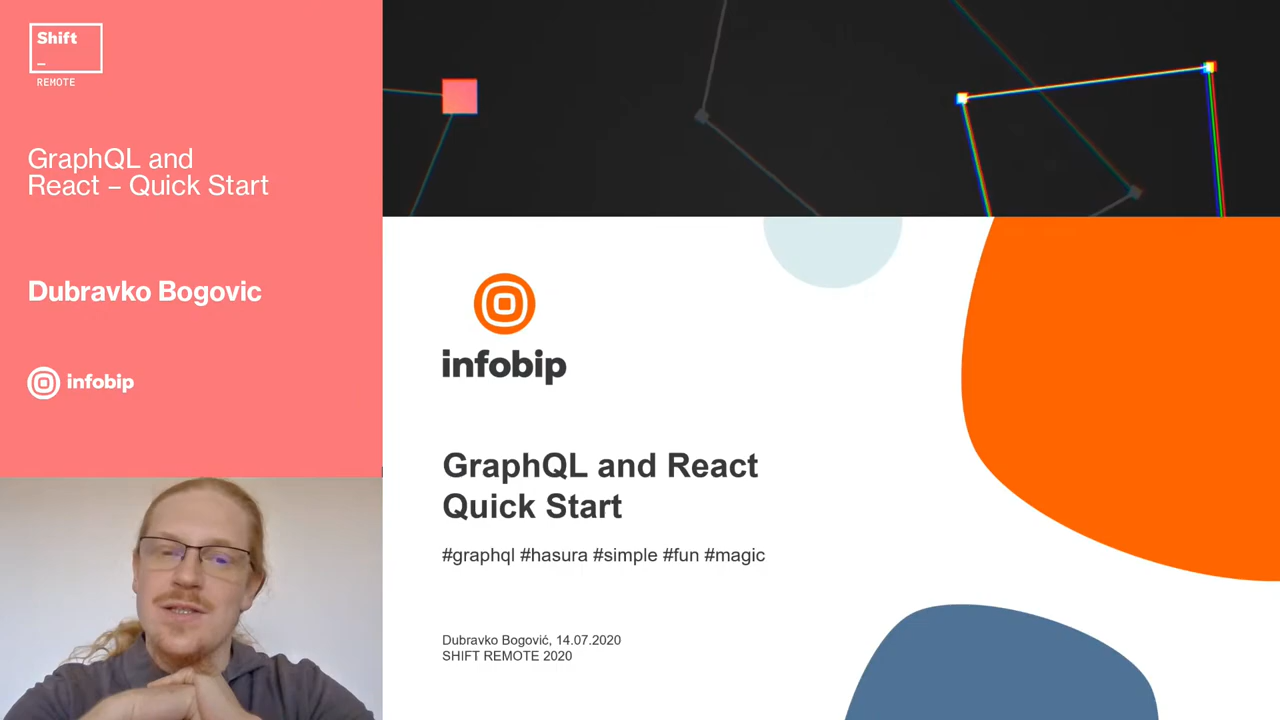 Shift
_
REMOTE
GraphQL and
React – Quick Start
Dubravko Bogovic
infobip
infobip
GraphQL and React
Quick Start
#graphql #hasura #simple #fun #magic
Dubravko Bogović, 14.07.2020
SHIFT REMOTE 2020